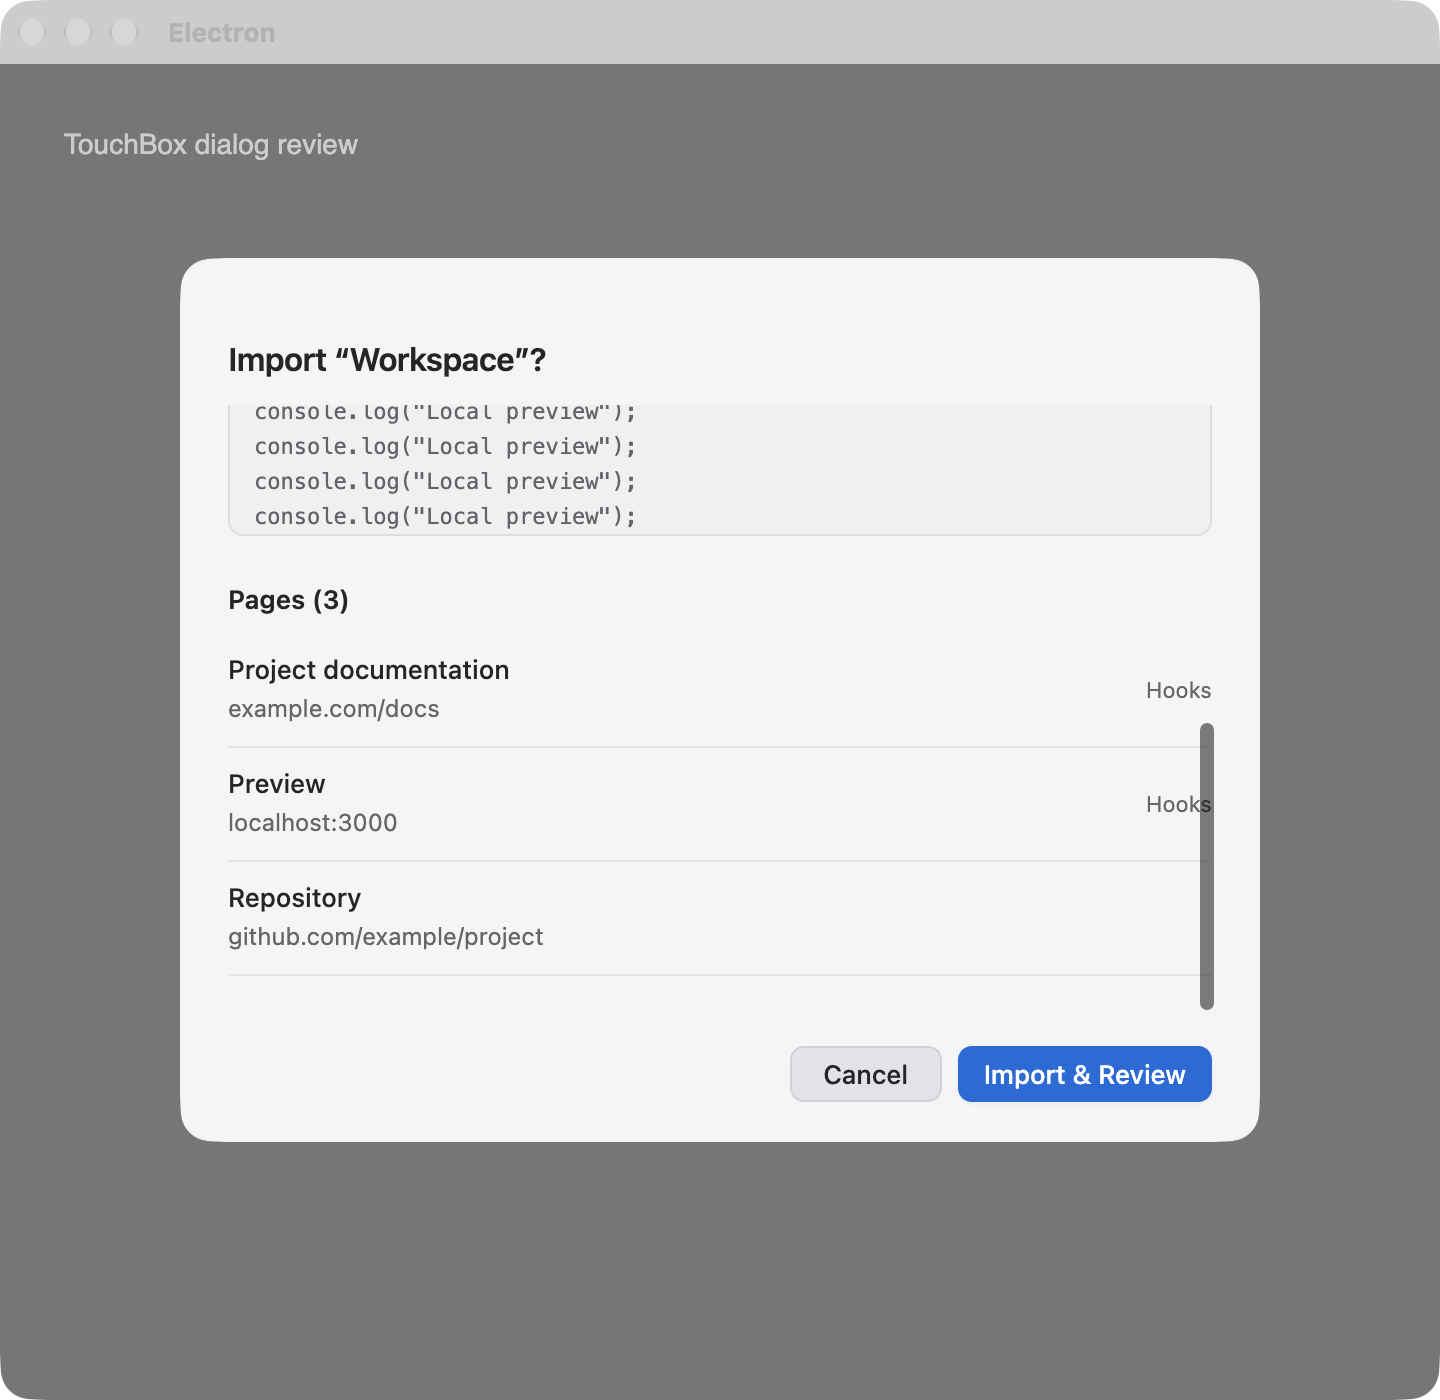 Electron
TouchBox dialog review
Import “Workspace”?
console.log("Local preview");
console.log("Local preview");
console.log("Local preview");
console.log("Local preview");
Pages (3)
Project documentation
example.com/docs
Hooks
Preview
localhost:3000
Hooks
Repository
github.com/example/project
Cancel
Import & Review